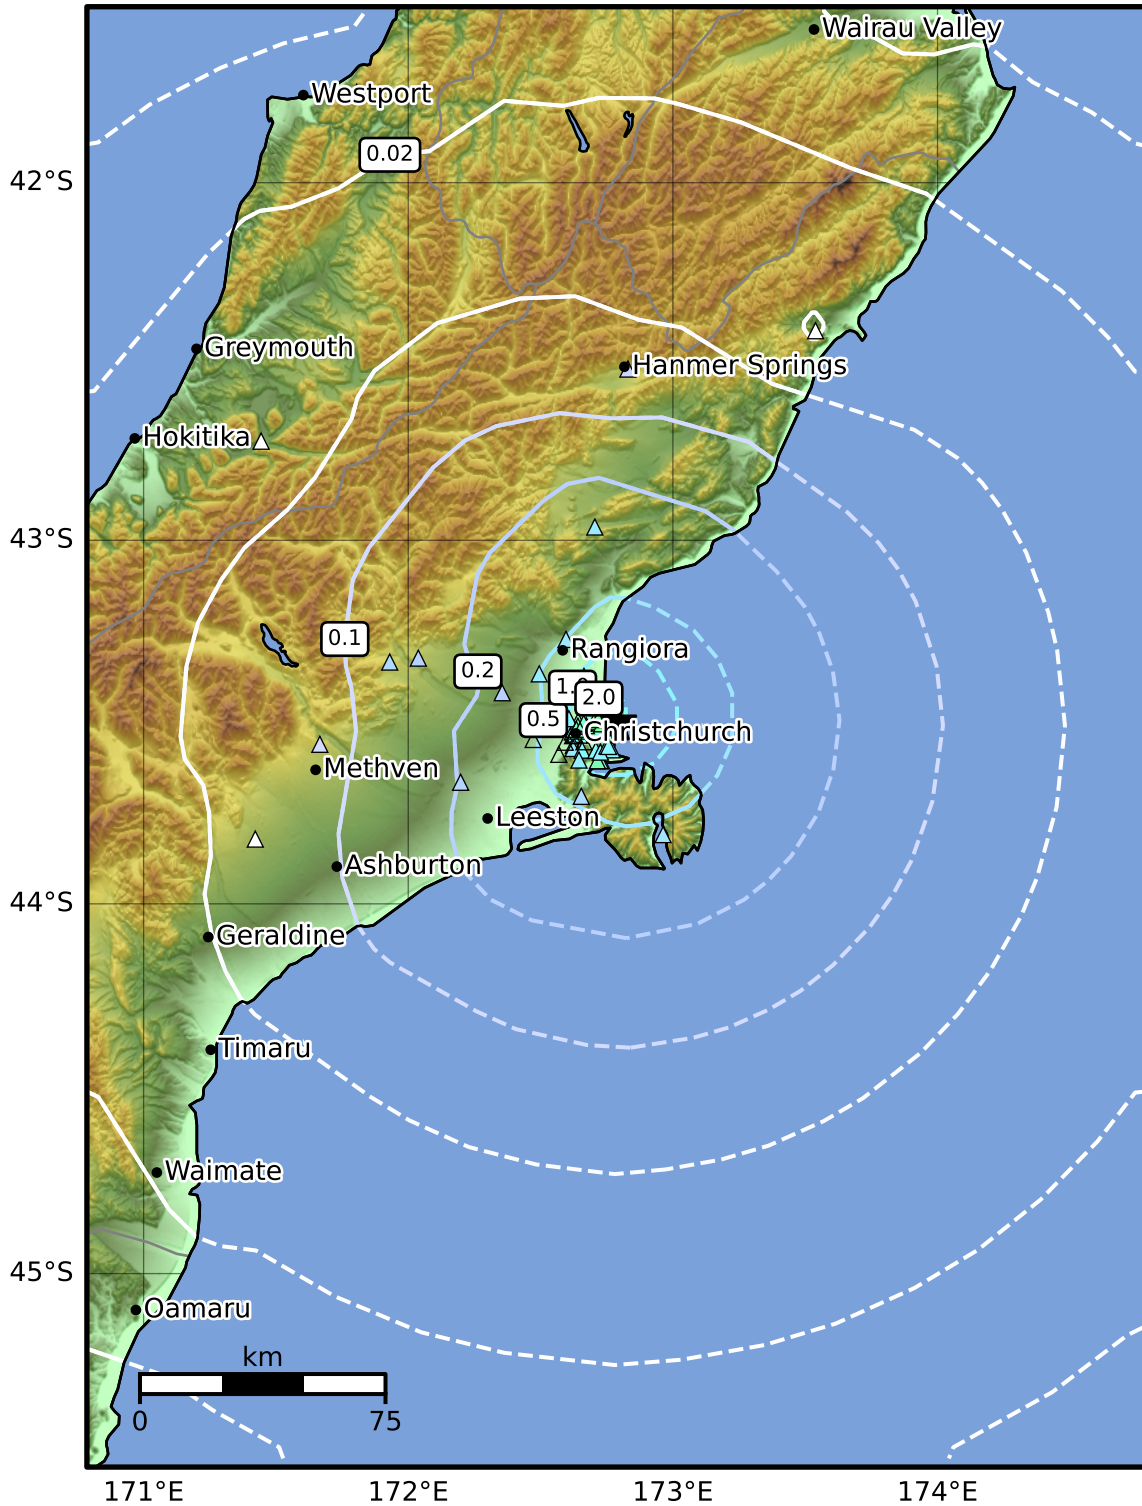 Wairau Valley
Westport
0.02
42°S
Greymouth
Hanmer Springs
Hokitika
43°S
0.1
Rangiora
0.2
2.0
0.5
Christchurch
Methven
Leeston
Ashburton
44°S
Geraldine
Timaru
Waimate
45°S
Oamaru
km
0 75
171°E 172°E 173°E 174°E